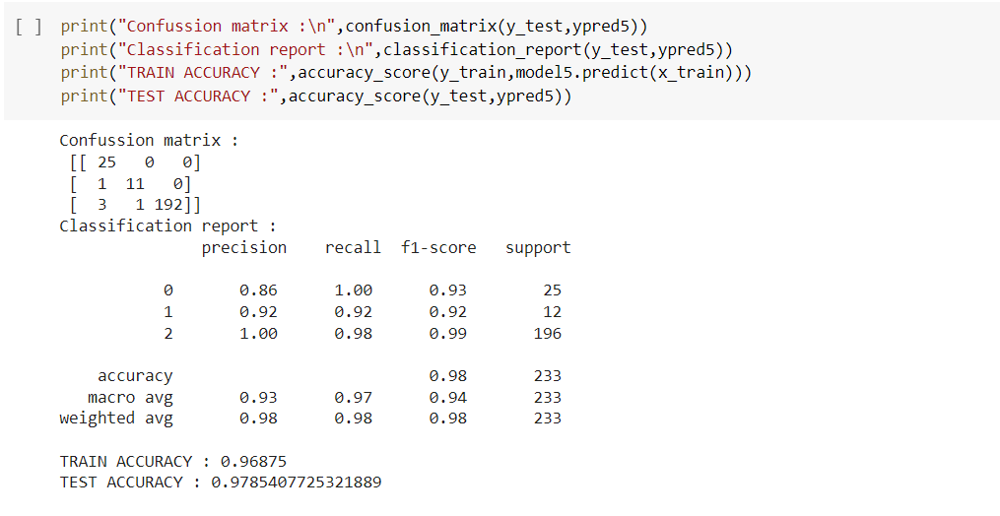 [ ] print("Confussion matrix :\n",confusion_matrix(y_test,ypred5))
print("Classification report :\n",classification_report(y_test,ypred5))
print("TRAIN ACCURACY :",accuracy_score(y_train,model5.predict(x_train)))
print("TEST ACCURACY :",accuracy_score(y_test,ypred5))
Confussion matrix :
[[ 25   0   0]
[  1  11   0]
[  3   1 192]]
Classification report :
precision    recall  f1-score   support
0       0.86      1.00      0.93        25
1       0.92      0.92      0.92        12
2       1.00      0.98      0.99       196
accuracy                           0.98       233
macro avg       0.93      0.97      0.94       233
weighted avg       0.98      0.98      0.98       233
TRAIN ACCURACY : 0.96875
TEST ACCURACY : 0.9785407725321889